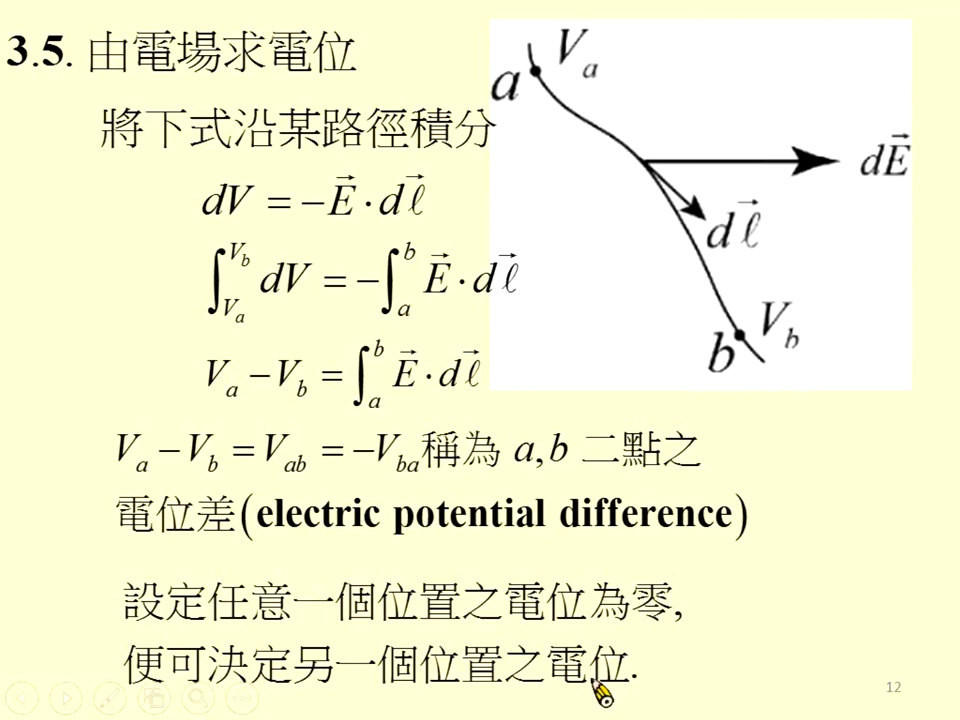 3.5. 由電場求電位
將下式沿某路徑積分
dV = −E⃗ · dℓ⃗
∫_{V_a}^{V_b} dV = −∫_a^b E⃗ · dℓ⃗
V_a − V_b = ∫_a^b E⃗ · dℓ⃗
V_a − V_b = V_ab = −V_ba 稱為 a,b 二點之
電位差(electric potential difference)
設定任意一個位置之電位為零,
便可決定另一個位置之電位.
V_a
a
dE⃗
dℓ⃗
V_b
b
12